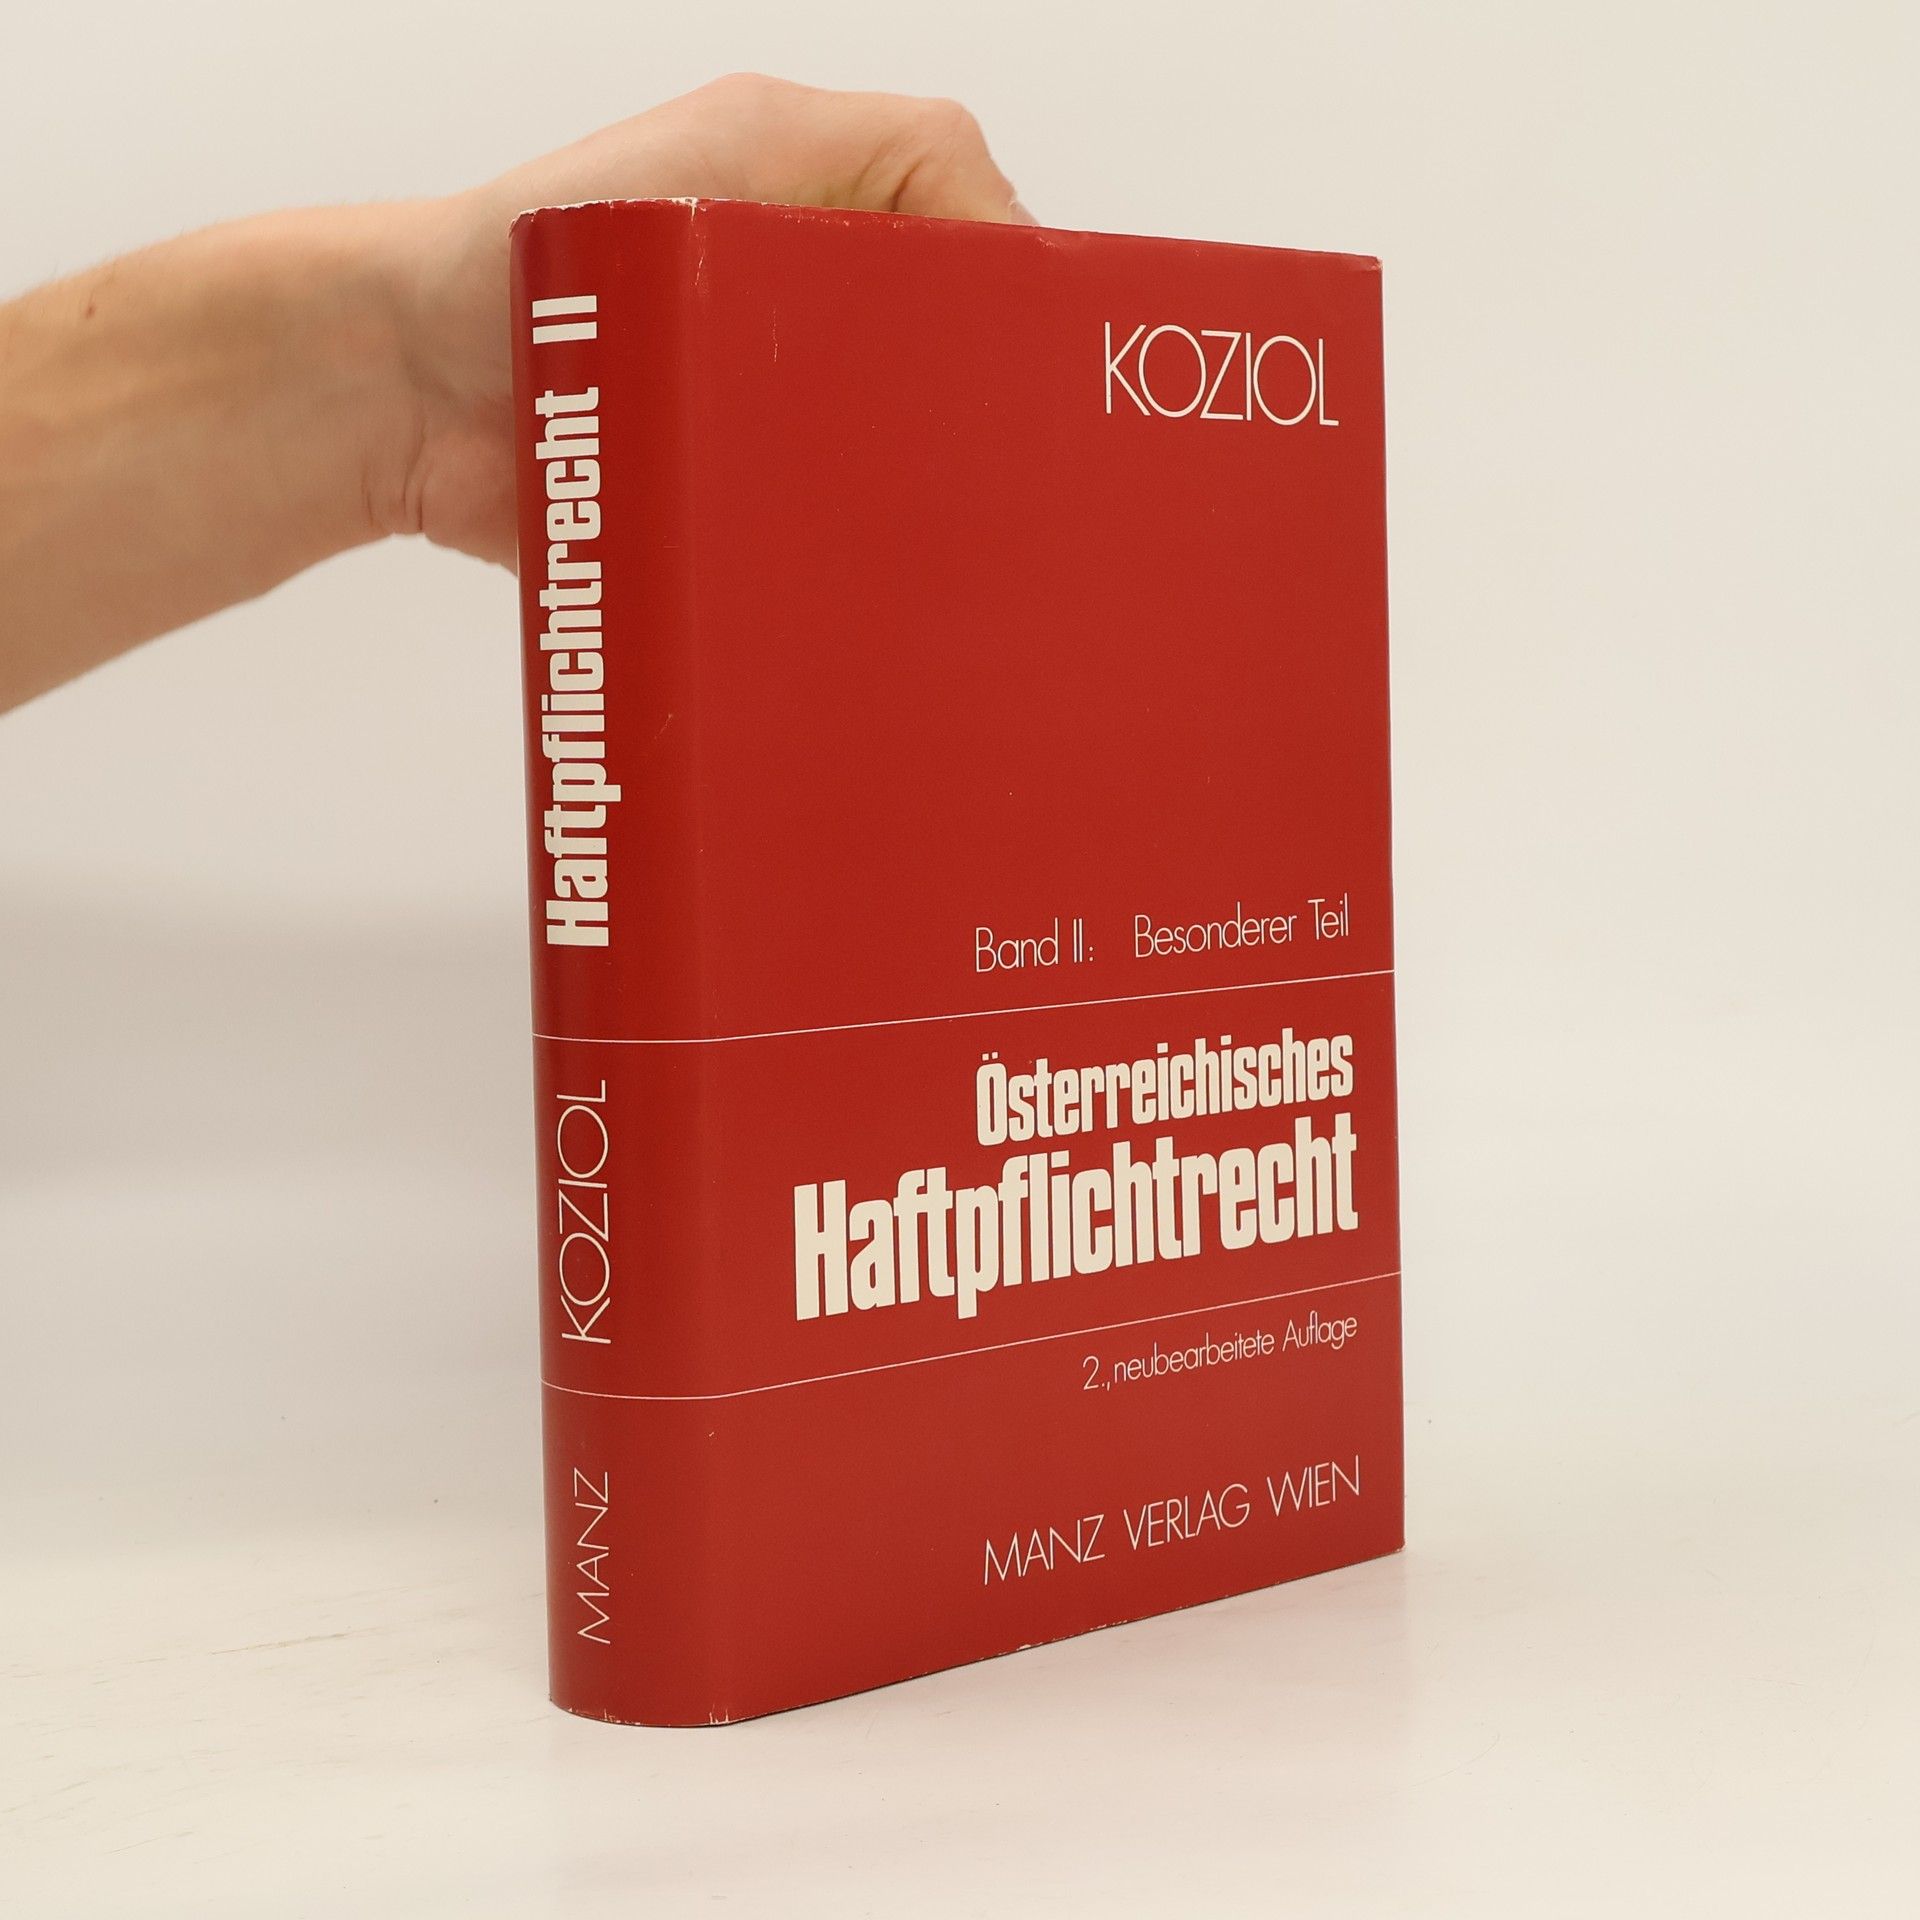 Haftpflichtrecht II
KOZIOL
MANZ
KOZIOL
Band II: Besonderer Teil
Österreichisches
Haftpflichtrecht
2., neubearbeitete Auflage
MANZ VERLAG WIEN